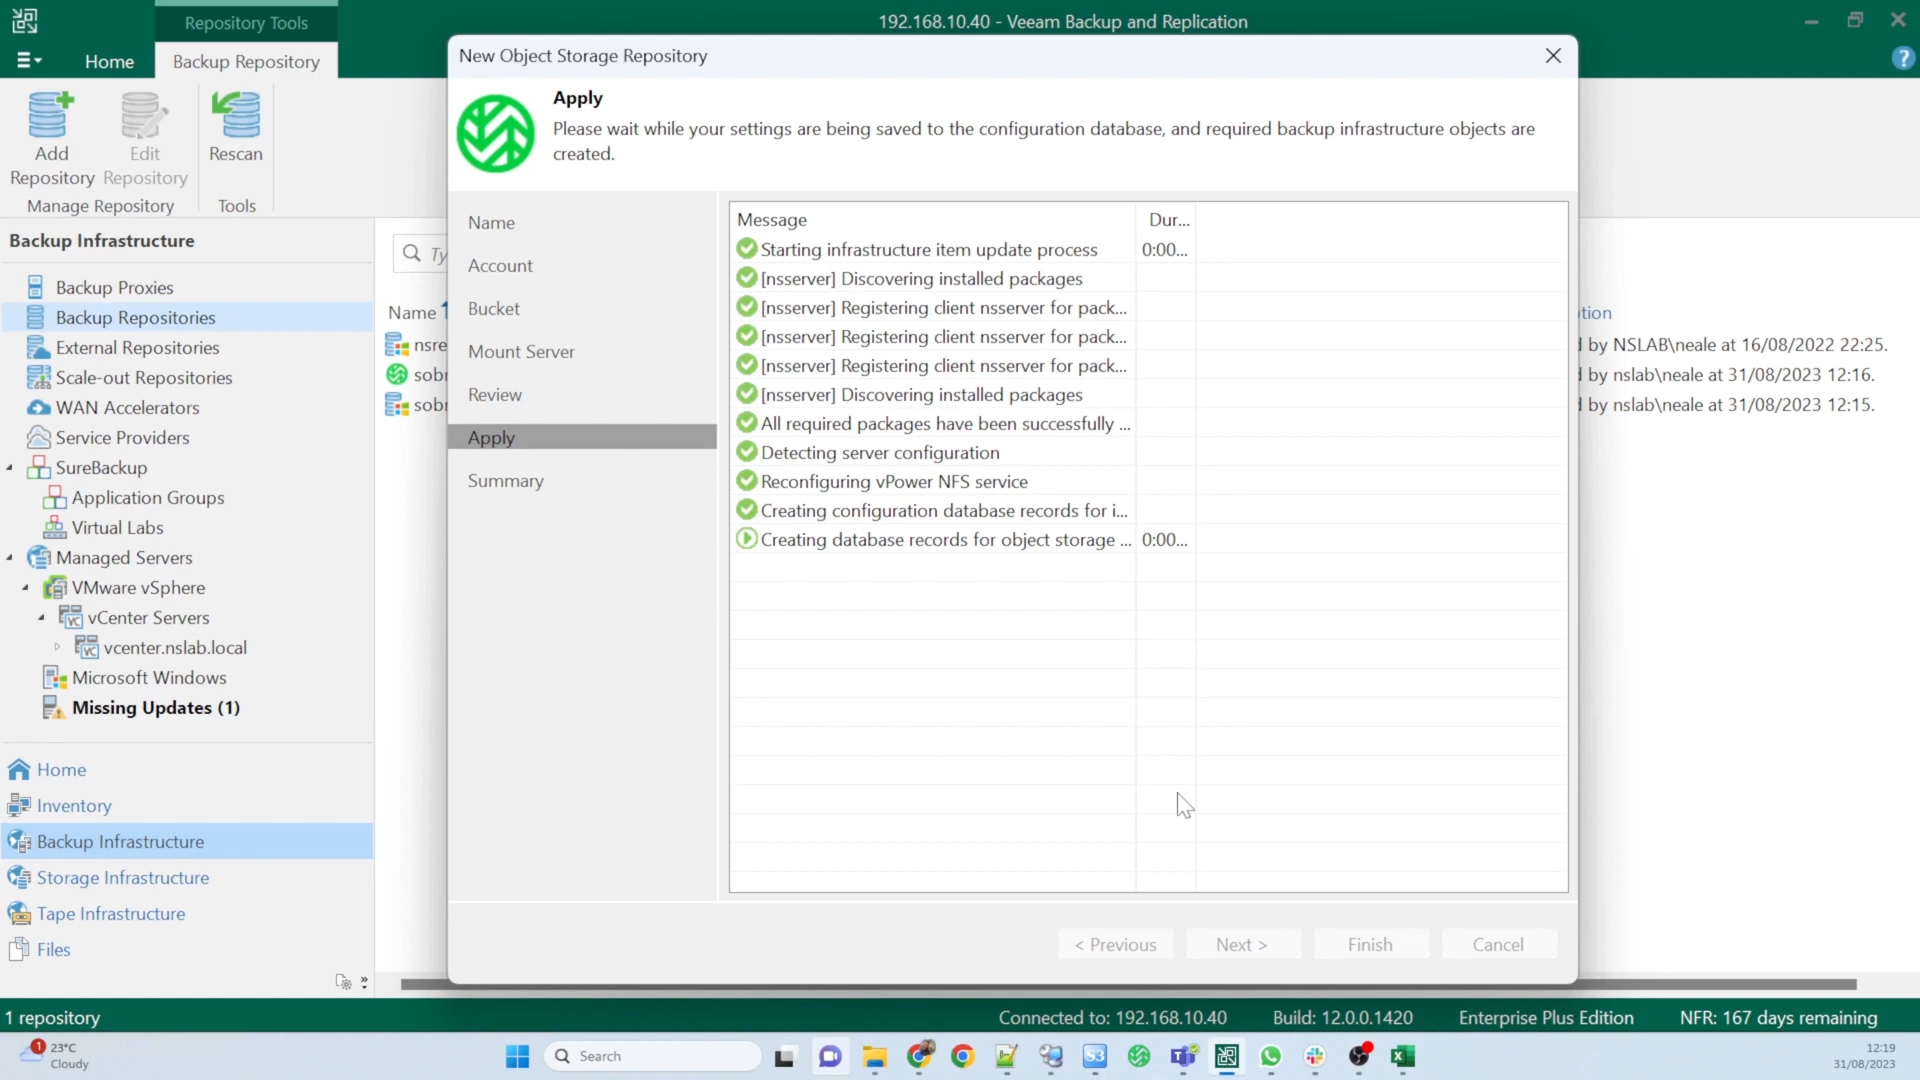 Repository Tools
192.168.10.40 - Veeam Backup and Replication
Home
Backup Repository
Add Repository
Edit Repository
Rescan
Manage Repository
Tools
Backup Infrastructure
Backup Proxies
Backup Repositories
External Repositories
Scale-out Repositories
WAN Accelerators
Service Providers
SureBackup
Application Groups
Virtual Labs
Managed Servers
VMware vSphere
vCenter Servers
vcenter.nslab.local
Microsoft Windows
Missing Updates (1)
Home
Inventory
Backup Infrastructure
Storage Infrastructure
Tape Infrastructure
Files
Ty
Name
nsre
sobr
sobr
New Object Storage Repository
Apply
Please wait while your settings are being saved to the configuration database, and required backup infrastructure objects are
created.
Name
Account
Bucket
Mount Server
Review
Apply
Summary
Message Dur...
Starting infrastructure item update process 0:00...
[nsserver] Discovering installed packages
[nsserver] Registering client nsserver for pack...
[nsserver] Registering client nsserver for pack...
[nsserver] Registering client nsserver for pack...
[nsserver] Discovering installed packages
All required packages have been successfully ...
Detecting server configuration
Reconfiguring vPower NFS service
Creating configuration database records for i...
Creating database records for object storage ... 0:00...
< Previous
Next >
Finish
Cancel
tion
d by NSLAB\neale at 16/08/2022 22:25.
d by nslab\neale at 31/08/2023 12:16.
d by nslab\neale at 31/08/2023 12:15.
1 repository
Connected to: 192.168.10.40
Build: 12.0.0.1420
Enterprise Plus Edition
NFR: 167 days remaining
1
23°C
Cloudy
Search
S3
12:19
31/08/2023